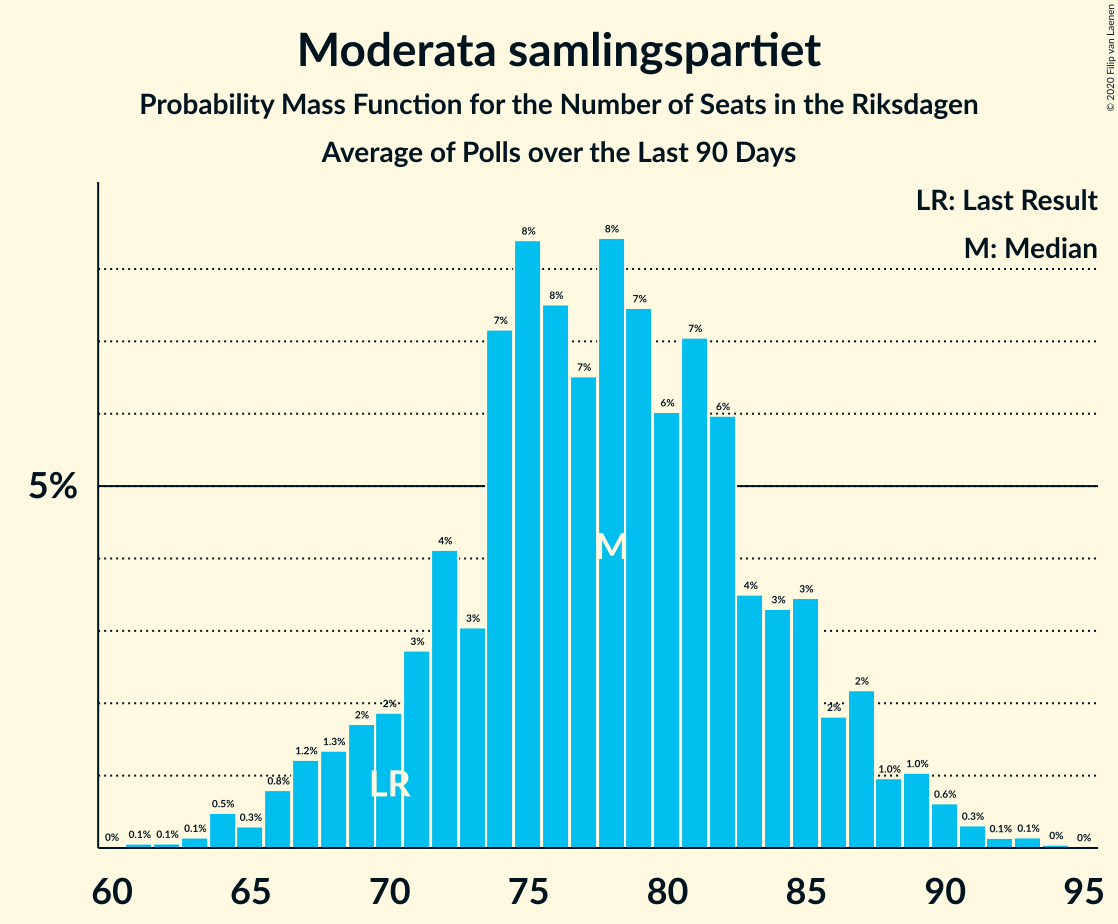 Moderata samlingspartiet
Probability Mass Function for the Number of Seats in the Riksdagen
Average of Polls over the Last 90 Days
© 2020 Filip van Laenen
LR: Last Result
M: Median
5%
0% 0.1% 0.1% 0.1% 0.5% 0.3% 0.8% 1.2% 1.3% 2% 2% 3% 4% 3% 7% 8% 8% 7% 8% 7% 6% 7% 6% 4% 3% 3% 2% 2% 1.0% 1.0% 0.6% 0.3% 0.1% 0.1% 0% 0%
M
LR
60 65 70 75 80 85 90 95